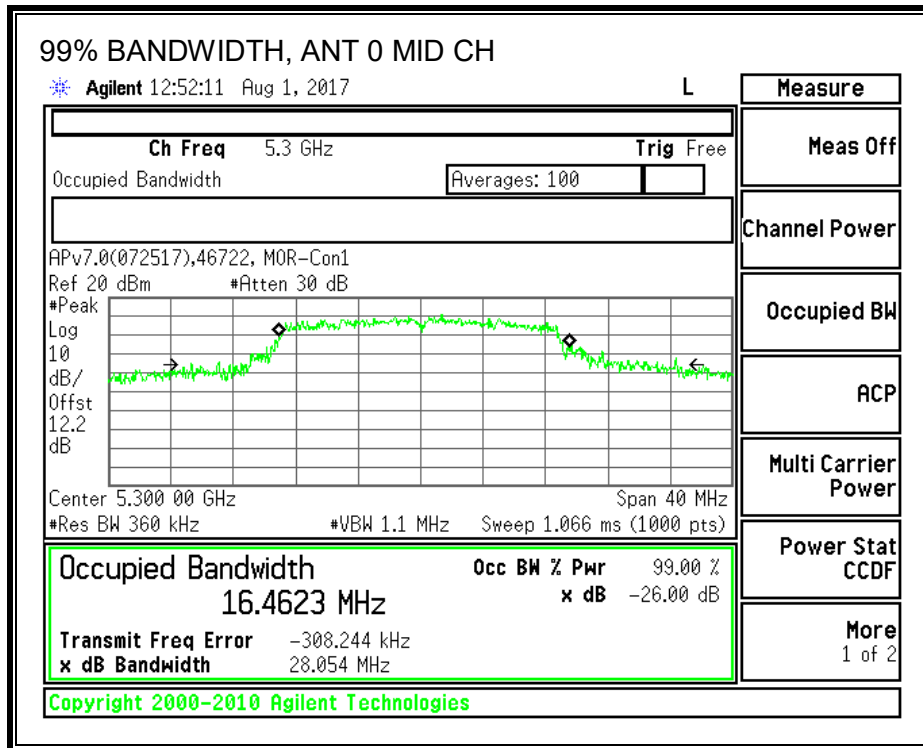 99% BANDWIDTH, ANT 0 MID CH
Agilent 12:52:11 Aug 1, 2017 L
Measure
Ch Freq 5.3 GHz Trig Free
Occupied Bandwidth Averages: 100
Meas Off
Channel Power
APv7.0(072517),46722, MOR-Con1
Ref 20 dBm #Atten 30 dB
#Peak
Log
10
dB/
Offst
12.2
dB
Occupied BW
ACP
Multi Carrier
Power
Center 5.300 00 GHz Span 40 MHz
#Res BW 360 kHz #VBW 1.1 MHz Sweep 1.066 ms (1000 pts)
Power Stat
CCDF
Occupied Bandwidth Occ BW % Pwr 99.00 %
16.4623 MHz x dB -26.00 dB
Transmit Freq Error -308.244 kHz
x dB Bandwidth 28.054 MHz
More
1 of 2
Copyright 2000-2010 Agilent Technologies